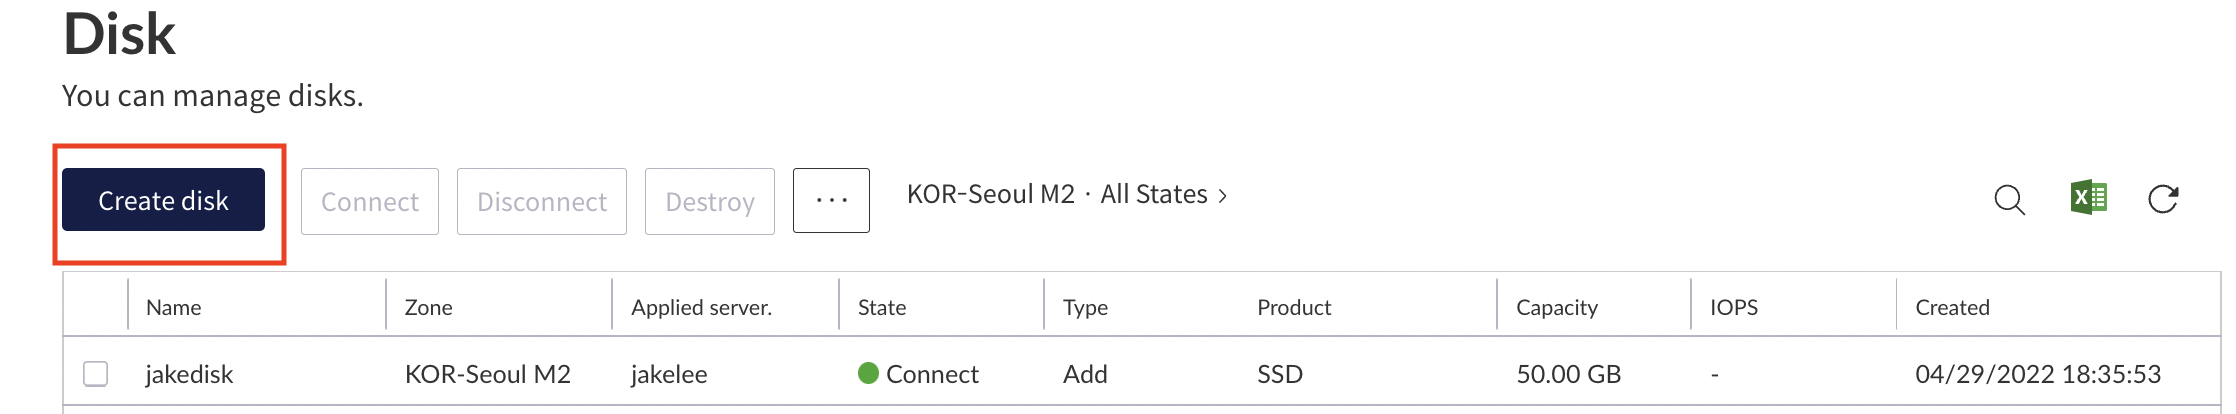 Disk
You can manage disks.
Create disk Connect Disconnect Destroy ... KOR-Seoul M2 · All States >
Name Zone Applied server. State Type Product Capacity IOPS Created
jakedisk KOR-Seoul M2 jakelee Connect Add SSD 50.00 GB - 04/29/2022 18:35:53